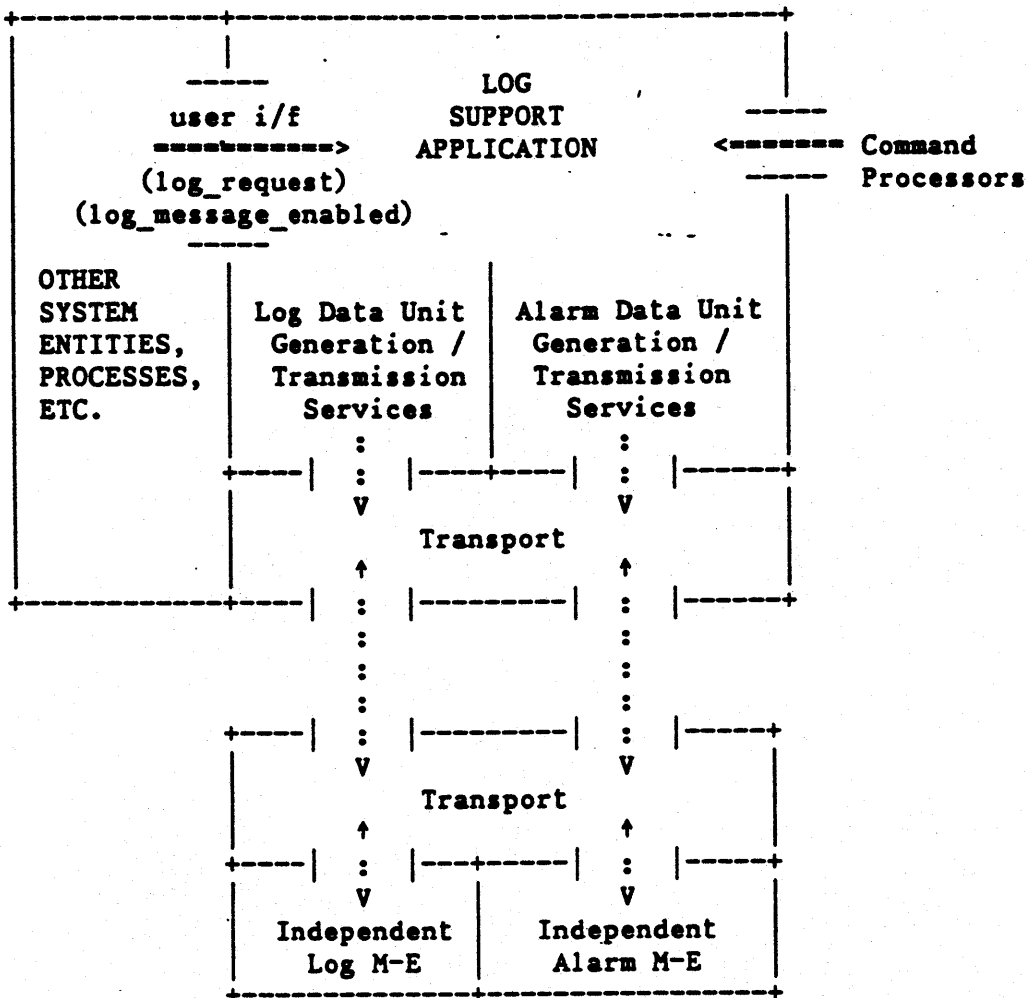 LOG
SUPPORT
APPLICATION
user i/f
(log_request)
(log_message_enabled)
Command
Processors
OTHER
SYSTEM
ENTITIES,
PROCESSES,
ETC.
Log Data Unit
Generation /
Transmission
Services
Alarm Data Unit
Generation /
Transmission
Services
Transport
Transport
Independent
Log M-E
Independent
Alarm M-E